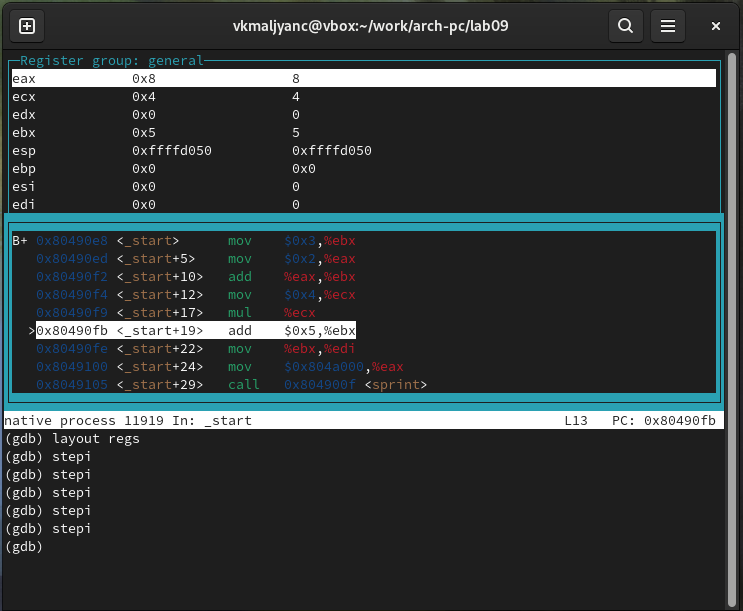 vkmaljyanc@vbox:~/work/arch-pc/lab09
Register group: general
eax 0x8 8
ecx 0x4 4
edx 0x0 0
ebx 0x5 5
esp 0xffffd050 0xffffd050
ebp 0x0 0x0
esi 0x0 0
edi 0x0 0
B+ 0x80490e8 <_start> mov $0x3,%ebx
0x80490ed <_start+5> mov $0x2,%eax
0x80490f2 <_start+10> add %eax,%ebx
0x80490f4 <_start+12> mov $0x4,%ecx
0x80490f9 <_start+17> mul %ecx
>0x80490fb <_start+19> add $0x5,%ebx
0x80490fe <_start+22> mov %ebx,%edi
0x8049100 <_start+24> mov $0x804a000,%eax
0x8049105 <_start+29> call 0x804900f <sprint>
native process 11919 In: _start L13 PC: 0x80490fb
(gdb) layout regs
(gdb) stepi
(gdb) stepi
(gdb) stepi
(gdb) stepi
(gdb) stepi
(gdb)